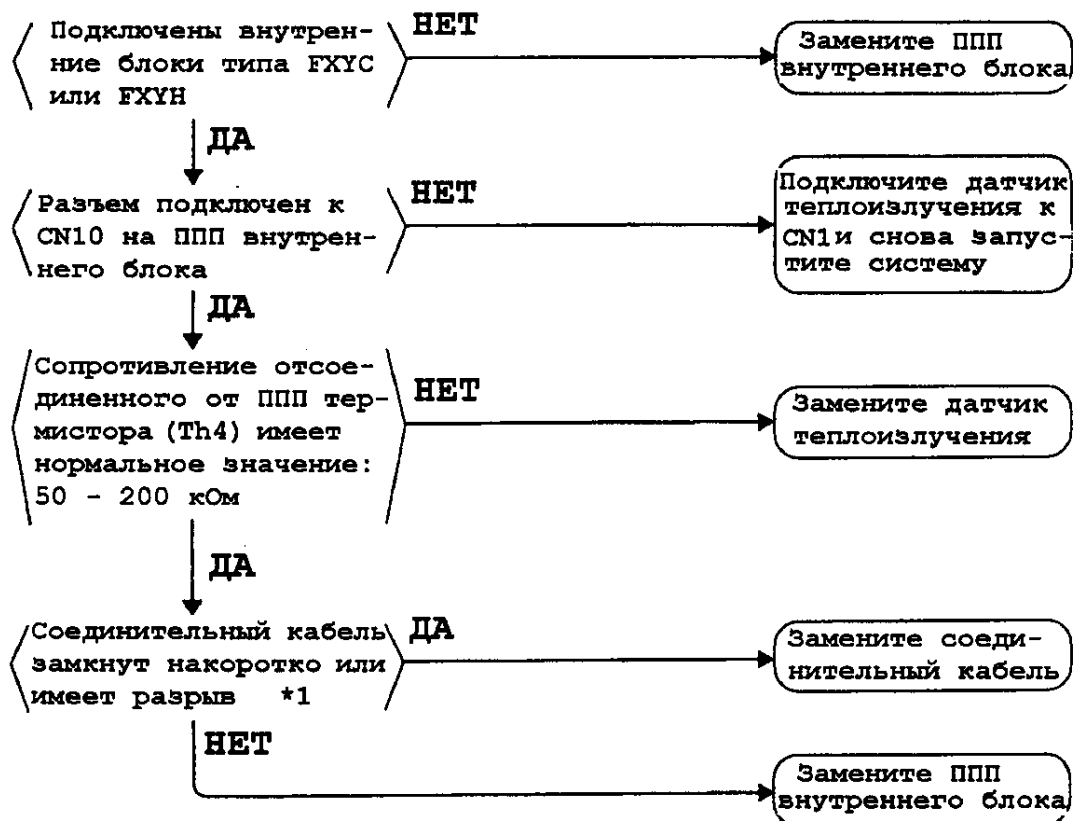 Подключены внутрен-
ние блоки типа FXYC
или FXYH
НЕТ
Замените ППП
внутреннего блока
ДА
Разъем подключен к
CN10 на ППП внутрен-
него блока
НЕТ
Подключите датчик
теплоизлучения к
CN1и снова запус-
тите систему
ДА
Сопротивление отсое-
диненного от ППП тер-
мистора (Th4) имеет
нормальное значение:
50 - 200 кОм
НЕТ
Замените датчик
теплоизлучения
ДА
Соединительный кабель
замкнут накоротко или
имеет разрыв *1
ДА
Замените соеди-
нительный кабель
НЕТ
Замените ППП
внутреннего блока